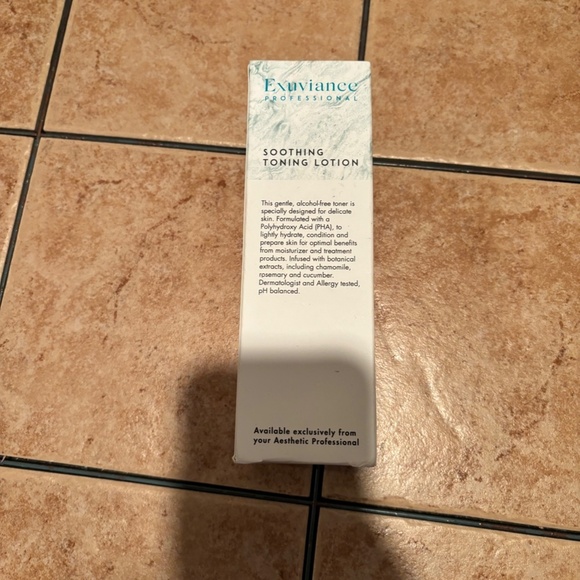 Exuviance
PROFESSIONAL
SOOTHING
TONING LOTION
This gentle, alcohol-free toner is
specially designed for delicate
skin. Formulated with a
Polyhydroxy Acid (PHA), to
lightly hydrate, condition and
prepare skin for optimal benefits
from moisturizer and treatment
products. Infused with botanical
extracts, including chamomile,
rosemary and cucumber.
Dermatologist and Allergy tested,
pH balanced.
Available exclusively from
your Aesthetic Professional